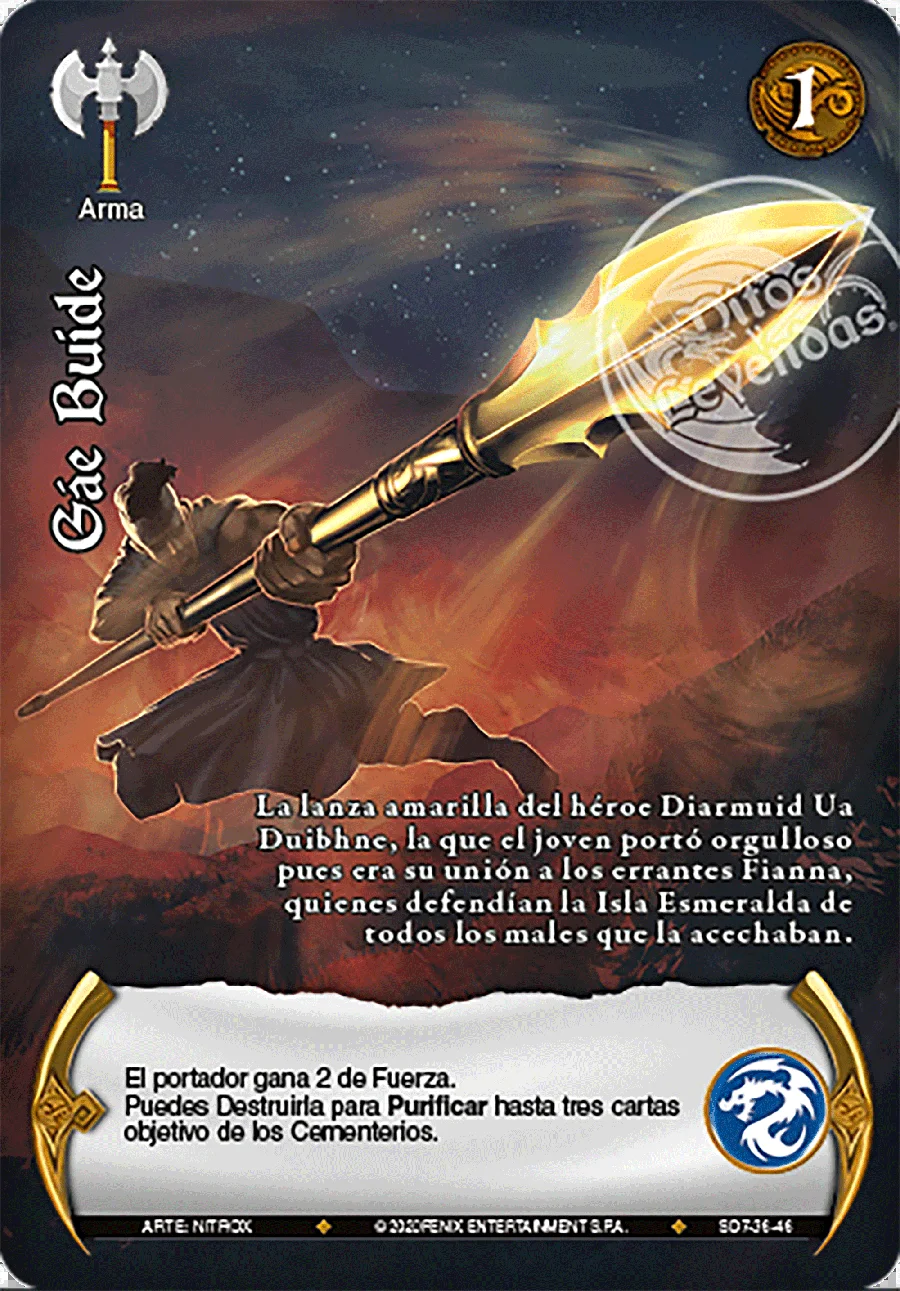 1
Arma
Gáe Buide
Mitos
Leyendas®
La lanza amarilla del héroe Diarmuid Ua
Duibhne, la que el joven portó orgulloso
pues era su unión a los errantes Fianna,
quienes defendían la Isla Esmeralda de
todos los males que la acechaban.
El portador gana 2 de Fuerza.
Puedes Destruirla para Purificar hasta tres cartas
objetivo de los Cementerios.
ARTE: NITROX ©2020 FENIX ENTERTAINMENT S.P.A. SO7-36-46